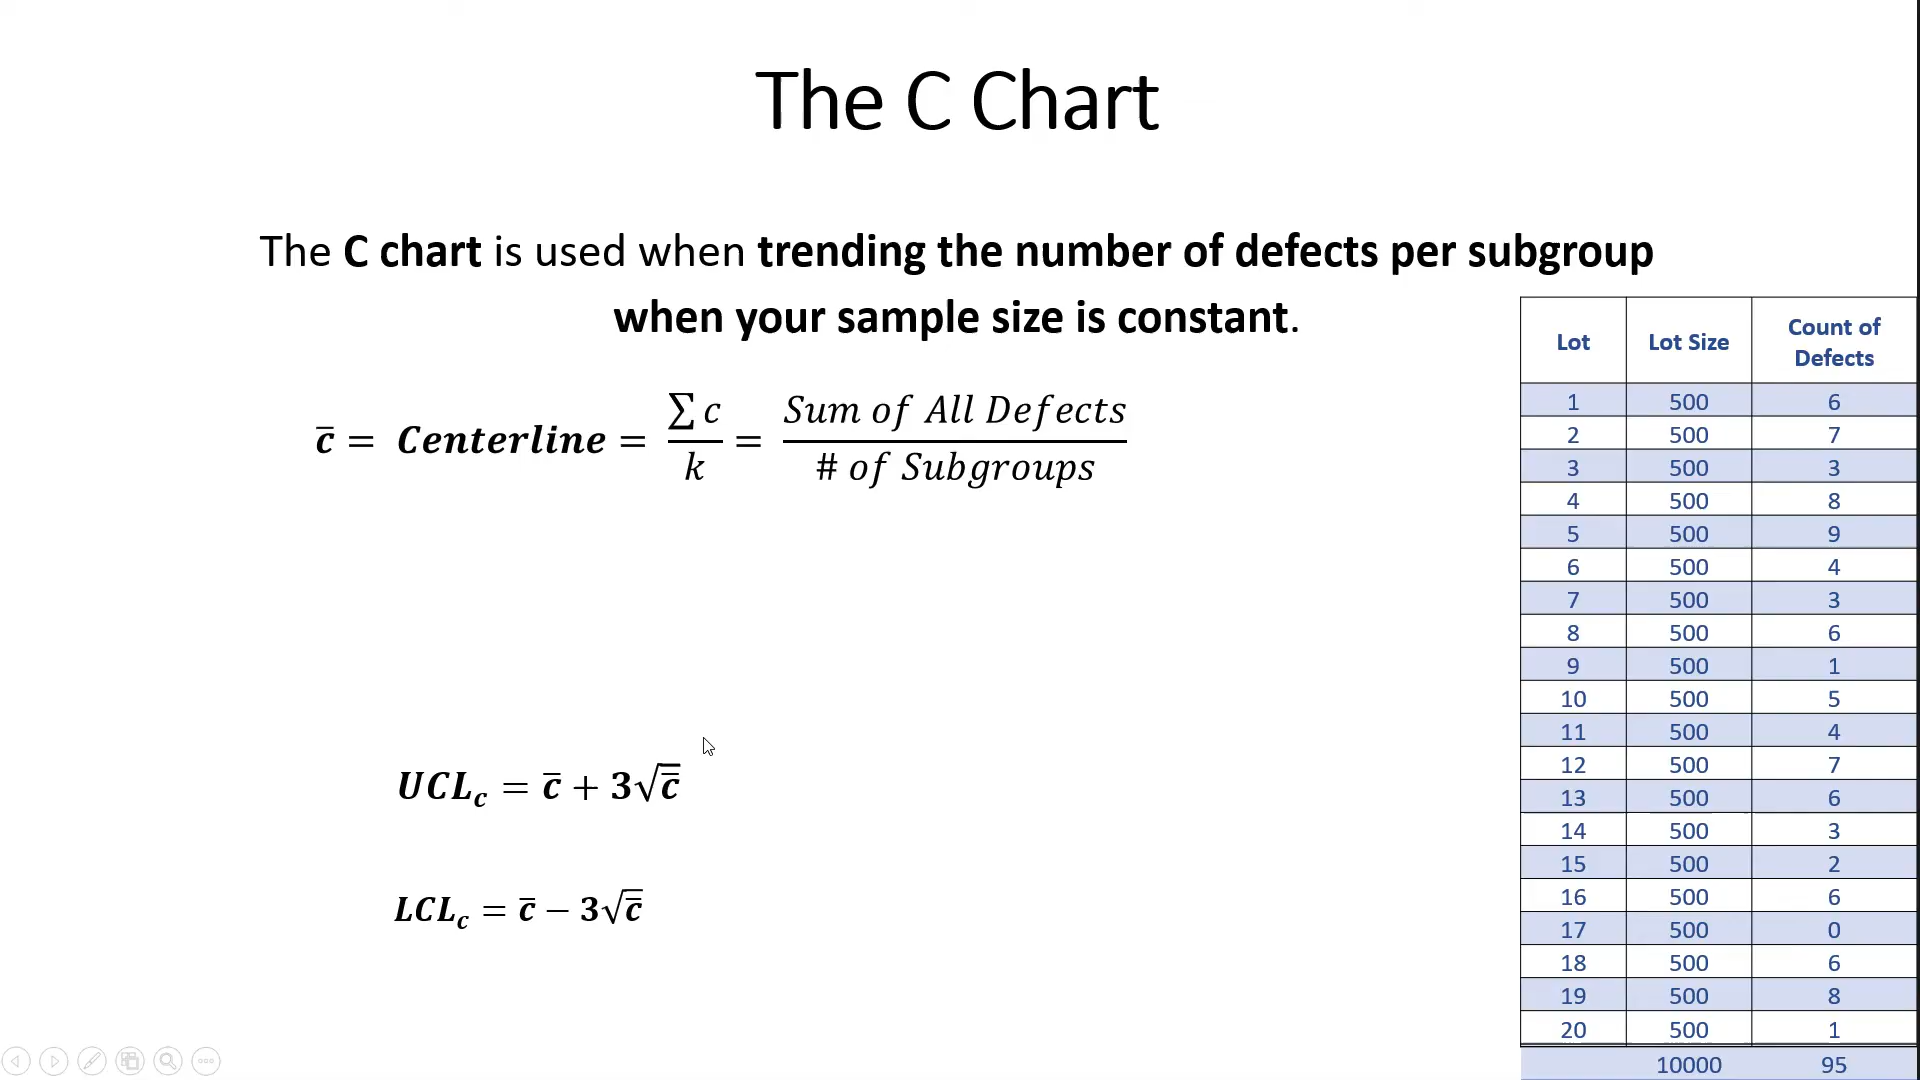 The C Chart
The C chart is used when trending the number of defects per subgroup
when your sample size is constant.
c̄ = Centerline = ∑ c / k = Sum of All Defects / # of Subgroups
UCL_c = c̄ + 3√c̄
LCL_c = c̄ − 3√c̄
Lot Lot Size Count of Defects
1 500 6
2 500 7
3 500 3
4 500 8
5 500 9
6 500 4
7 500 3
8 500 6
9 500 1
10 500 5
11 500 4
12 500 7
13 500 6
14 500 3
15 500 2
16 500 6
17 500 0
18 500 6
19 500 8
20 500 1
10000 95